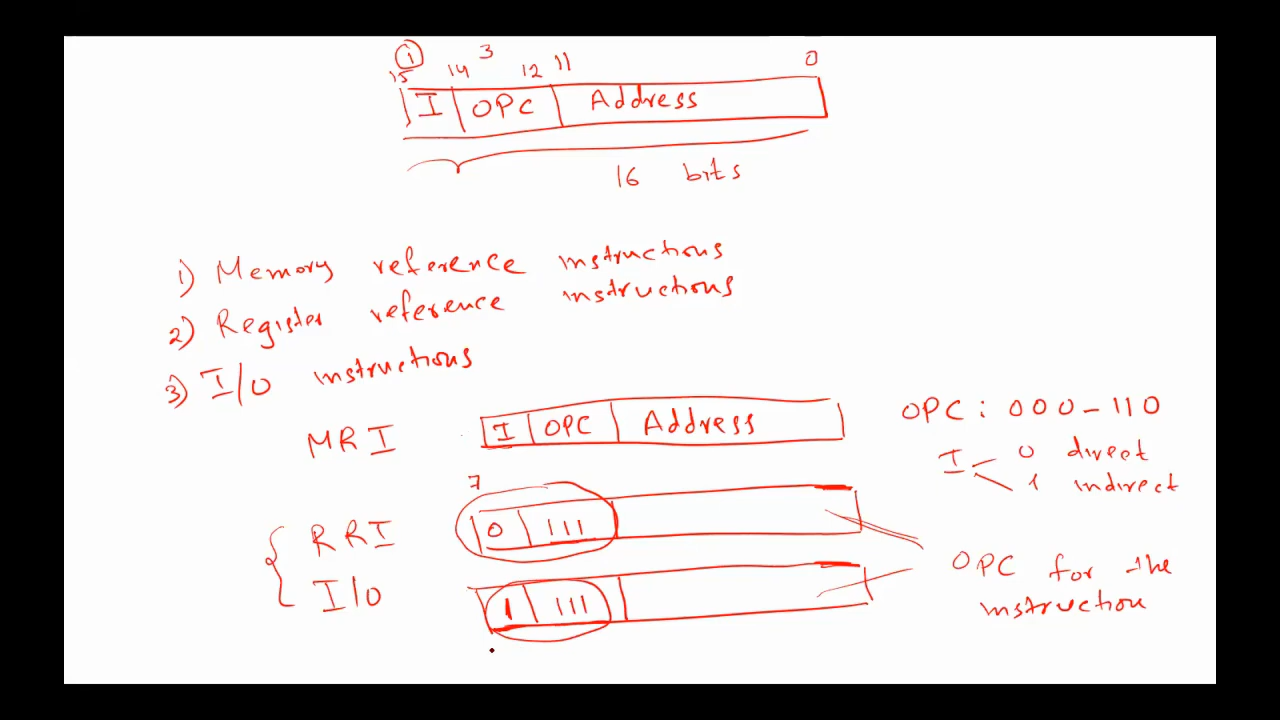 1 3
15 14 12 11 0
I OPC Address
16 bits
1) Memory reference instructions
2) Register reference instructions
3) I/O instructions
MRI I OPC Address OPC : 000-110
I 0 direct
1 indirect
7
RRI 0 111
I/O 1 111
OPC for the
instruction